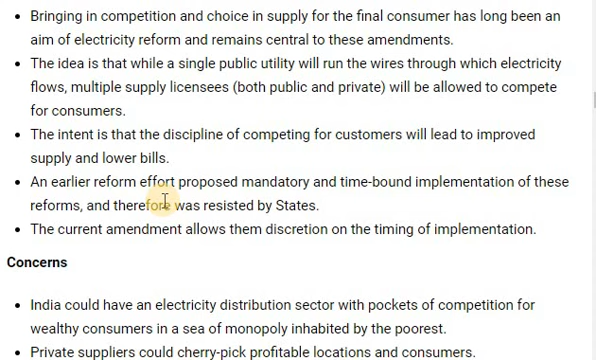 • Bringing in competition and choice in supply for the final consumer has long been an
aim of electricity reform and remains central to these amendments.
• The idea is that while a single public utility will run the wires through which electricity
flows, multiple supply licensees (both public and private) will be allowed to compete
for consumers.
• The intent is that the discipline of competing for customers will lead to improved
supply and lower bills.
• An earlier reform effort proposed mandatory and time-bound implementation of these
reforms, and therefore was resisted by States.
• The current amendment allows them discretion on the timing of implementation.
Concerns
• India could have an electricity distribution sector with pockets of competition for
wealthy consumers in a sea of monopoly inhabited by the poorest.
• Private suppliers could cherry-pick profitable locations and consumers.